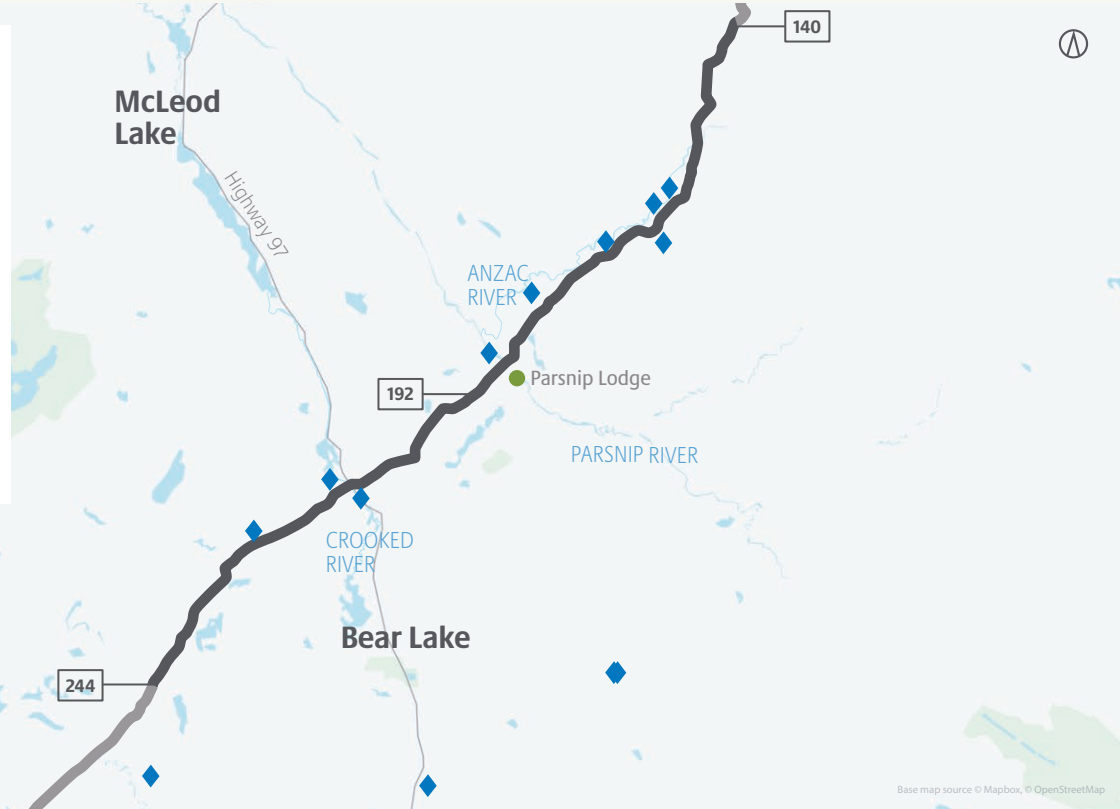 140
McLeod
Lake
Highway 97
ANZAC
RIVER
Parsnip Lodge
192
PARSNIP RIVER
CROOKED
RIVER
Bear Lake
244
Base map source © Mapbox, © OpenStreetMap